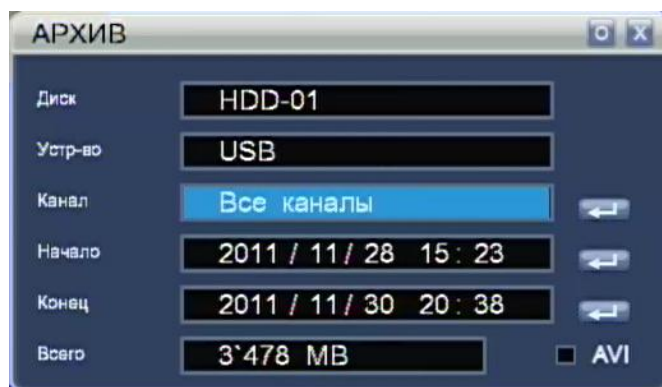 АРХИВ O X
Диск HDD-01
Устр-во USB
Канал Все каналы
Начало 2011 / 11 / 28 15 : 23
Конец 2011 / 11 / 30 20 : 38
Всего 3`478 MB AVI